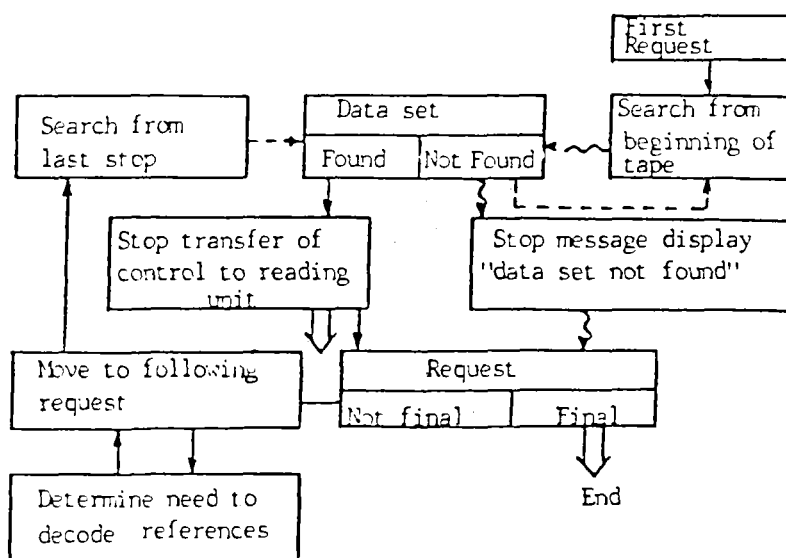 First
Request
Search from
beginning of
tape
Data set
Found
Not Found
Search from
last stop
Stop transfer of
control to reading
unit
Stop message display
"data set not found"
Move to following
request
Request
Not final
Final
End
Determine need to
decode references